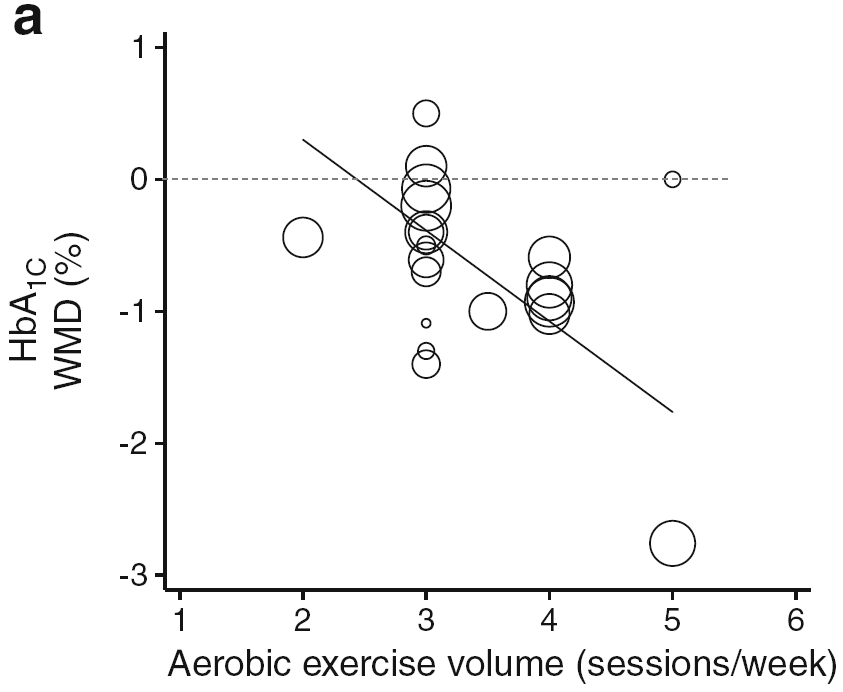 a
1
0
-1
-2
-3
HbA1C
WMD (%)
1 2 3 4 5 6
Aerobic exercise volume (sessions/week)